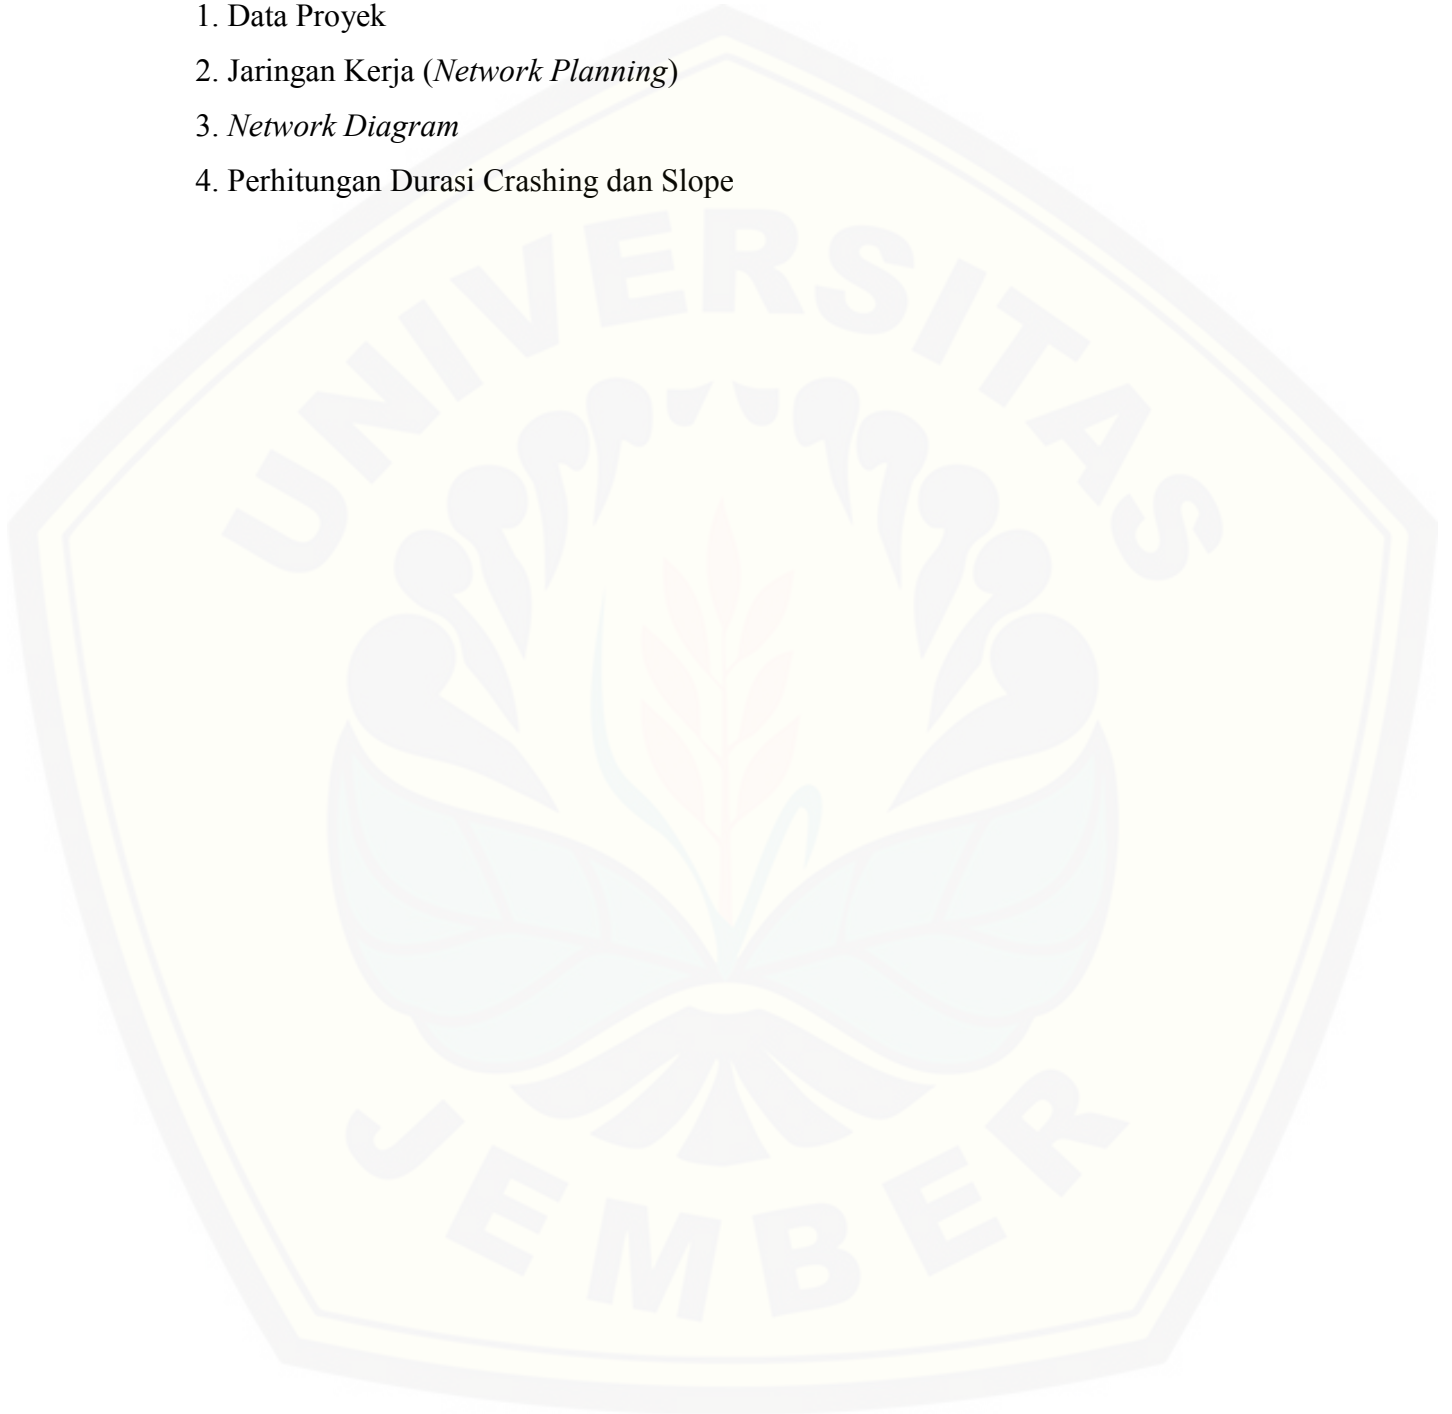 1. Data Proyek
2. Jaringan Kerja (Network Planning)
3. Network Diagram
4. Perhitungan Durasi Crashing dan Slope
UNIVERSITAS
JEMBER